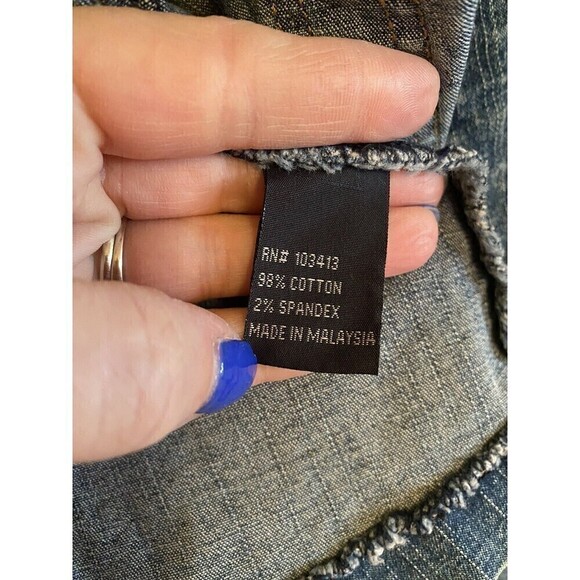 RN# 103413
98% COTTON
2% SPANDEX
MADE IN MALAYSIA